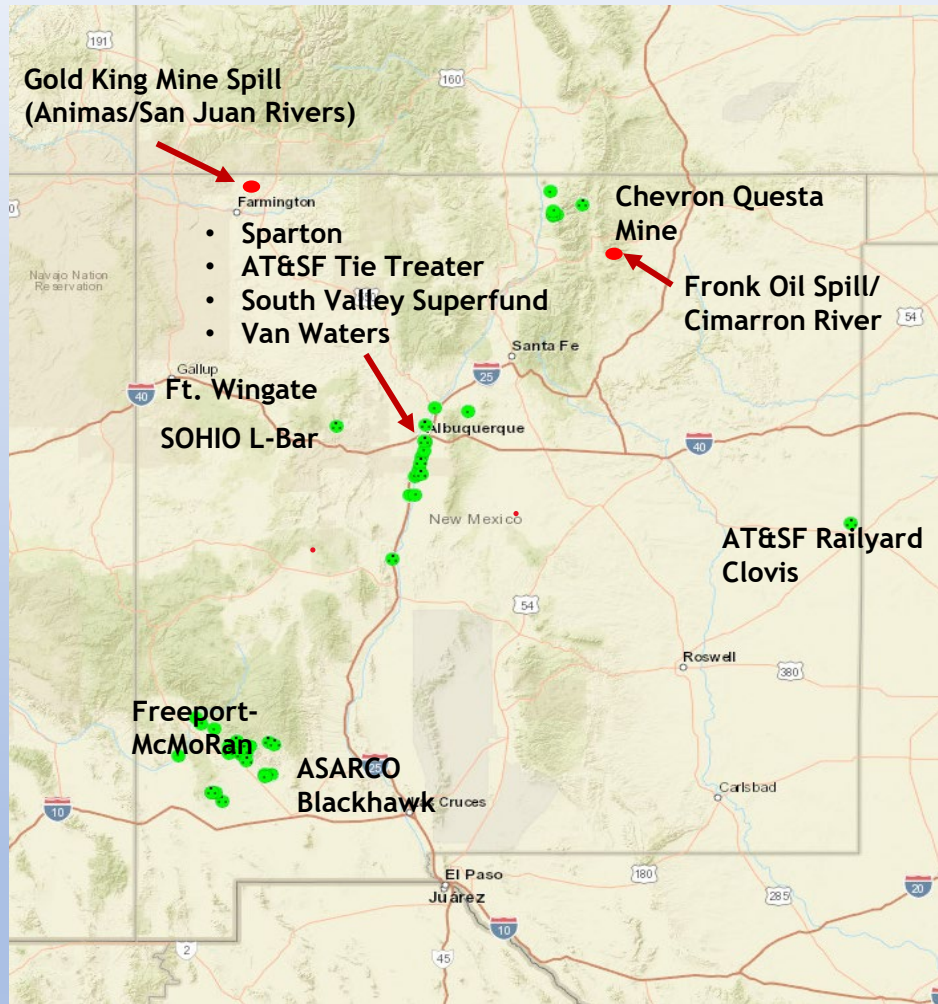 191
160
Gold King Mine Spill
(Animas/San Juan Rivers)
Farmington
• Sparton
• AT&SF Tie Treater
• South Valley Superfund
• Van Waters
Chevron Questa
Mine
Fronk Oil Spill/
Cimarron River
54
Navajo Nation
Reservation
Santa Fe
25
Gallup
40
Ft. Wingate
SOHIO L-Bar
Albuquerque
40
New Mexico
AT&SF Railyard
Clovis
54
Roswell
380
Freeport-
McMoRan
ASARCO
Blackhawk
25
Cruces
10
Carlsbad
El Paso
Juárez
180
285
20
10
2
45